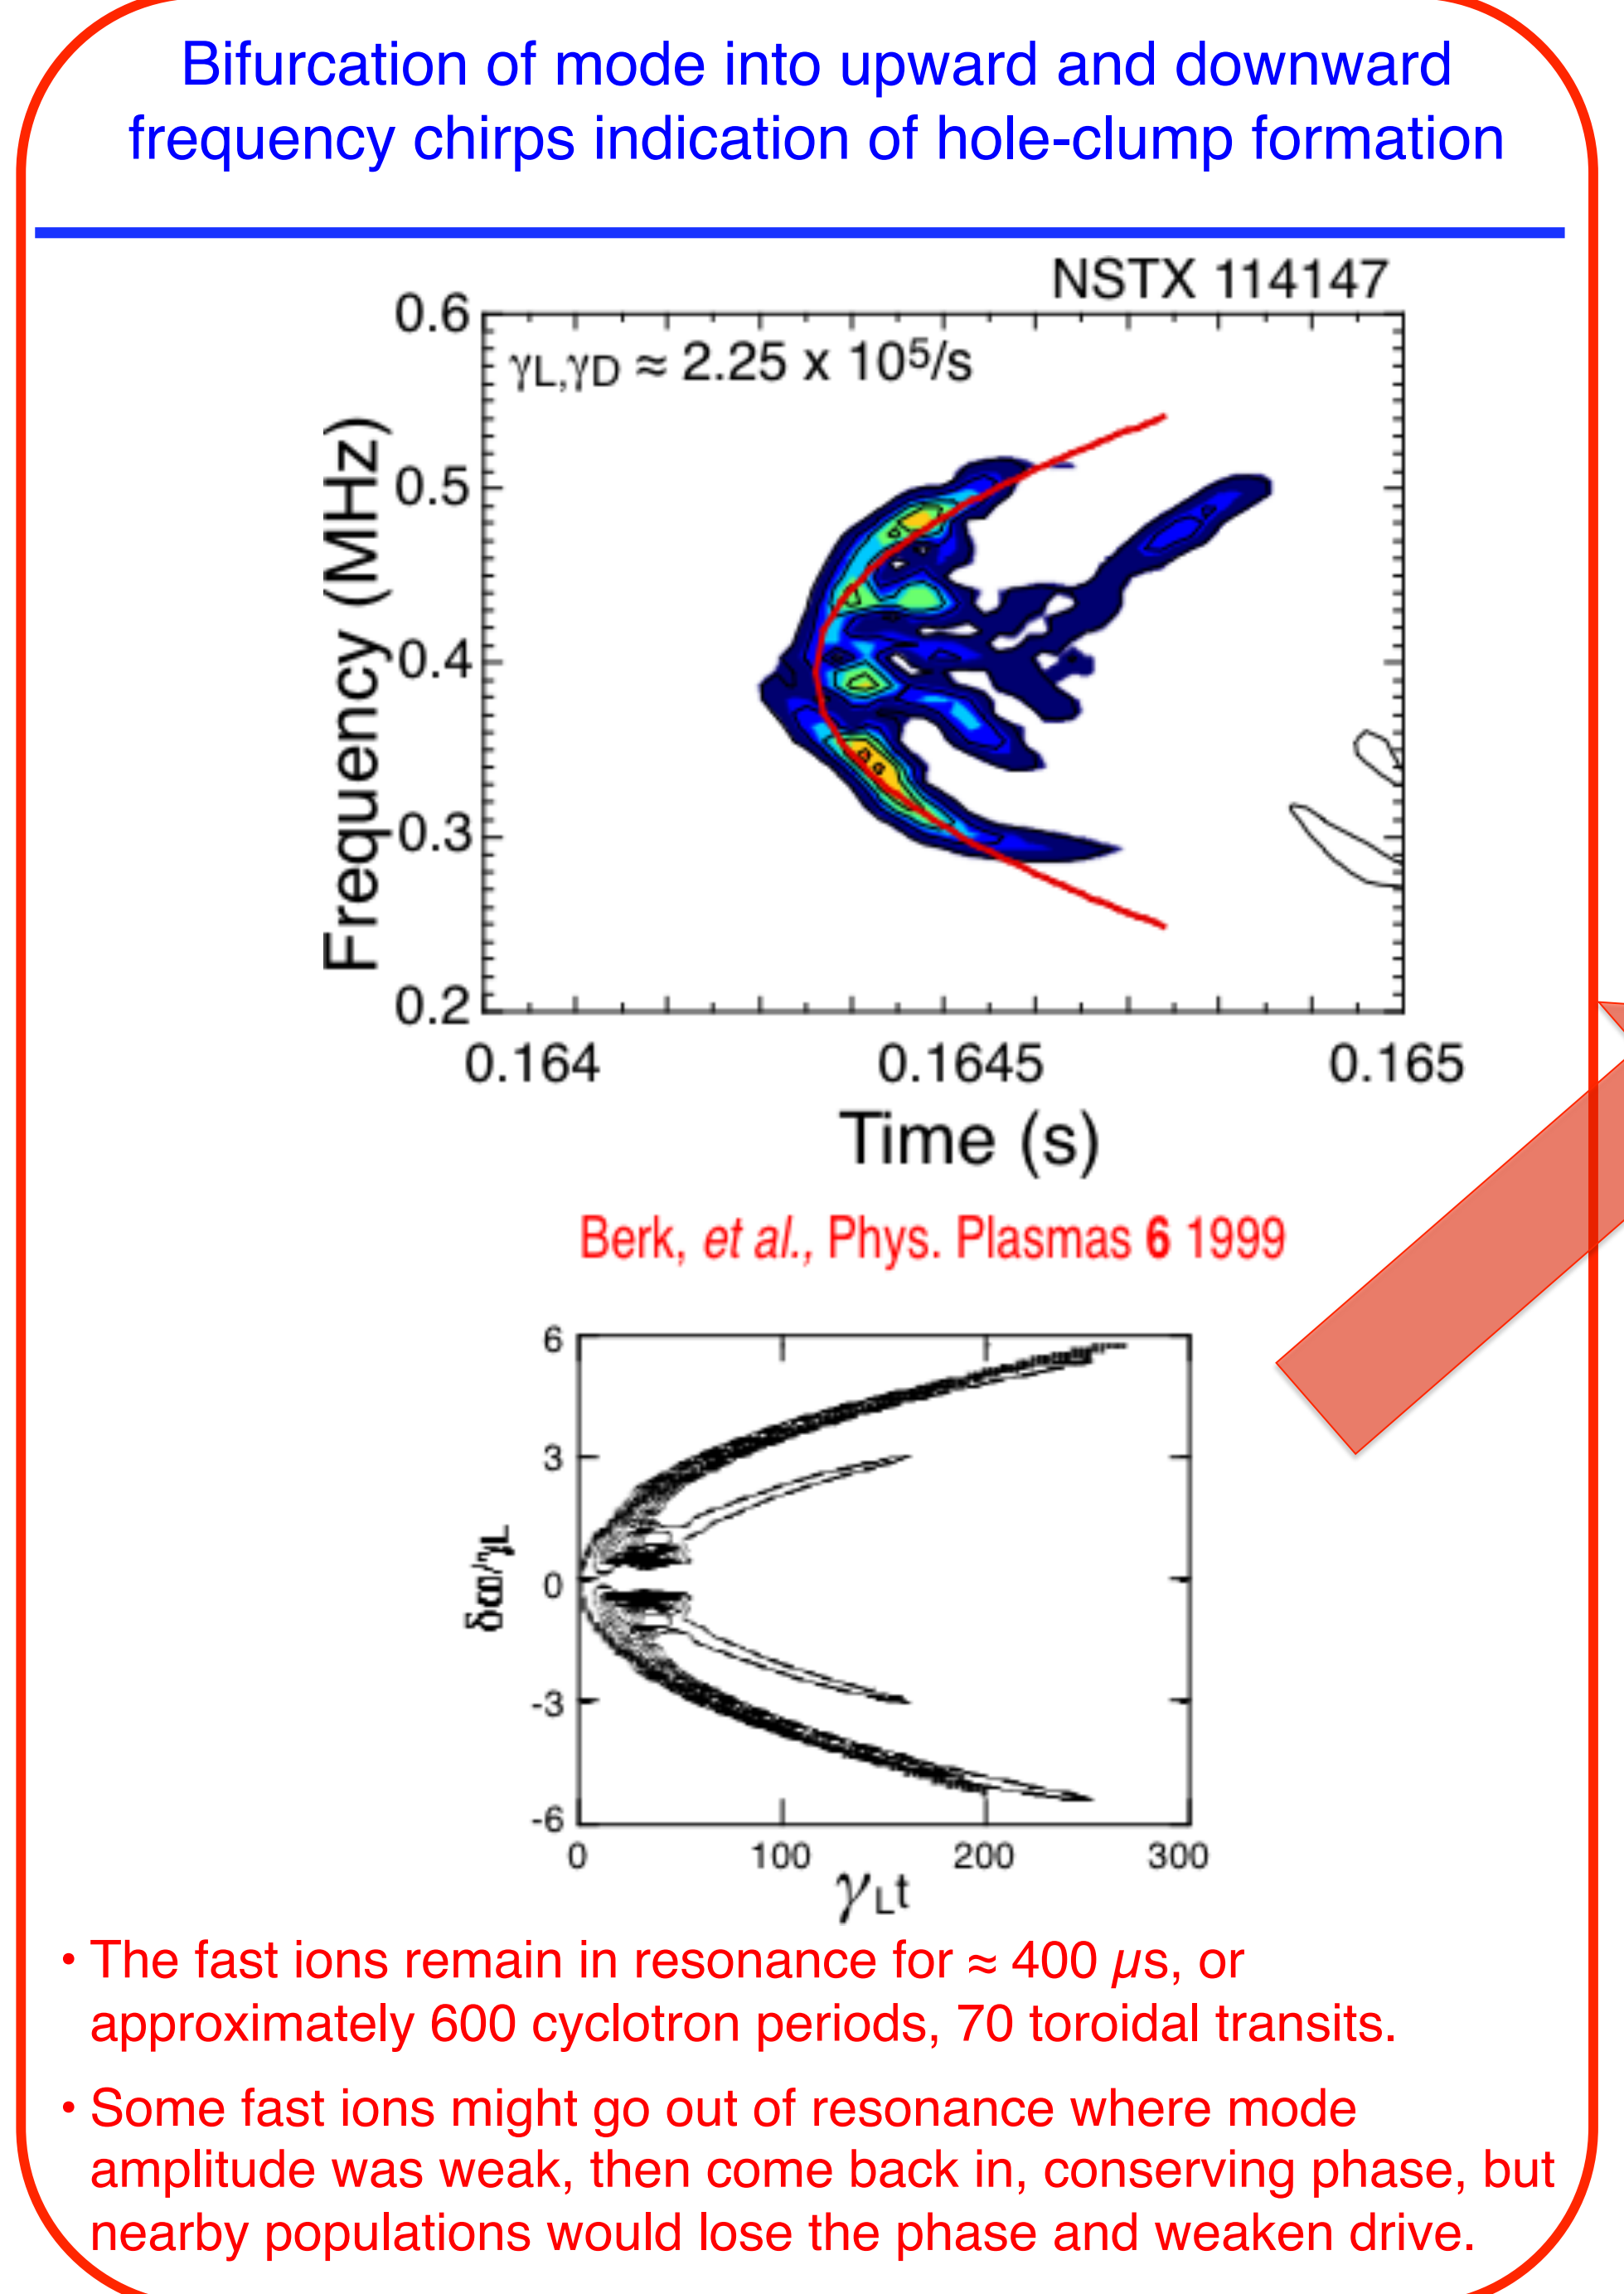 Bifurcation of mode into upward and downward
frequency chirps indication of hole-clump formation
NSTX 114147
0.6
γL,γD ≈ 2.25 x 10⁵/s
0.5
0.4
0.3
0.2
Frequency (MHz)
0.164 0.1645 0.165
Time (s)
Berk, et al., Phys. Plasmas 6 1999
6
3
0
-3
-6
δω/γL
0 100 200 300
γLt
• The fast ions remain in resonance for ≈ 400 μs, or
approximately 600 cyclotron periods, 70 toroidal transits.
• Some fast ions might go out of resonance where mode
amplitude was weak, then come back in, conserving phase, but
nearby populations would lose the phase and weaken drive.